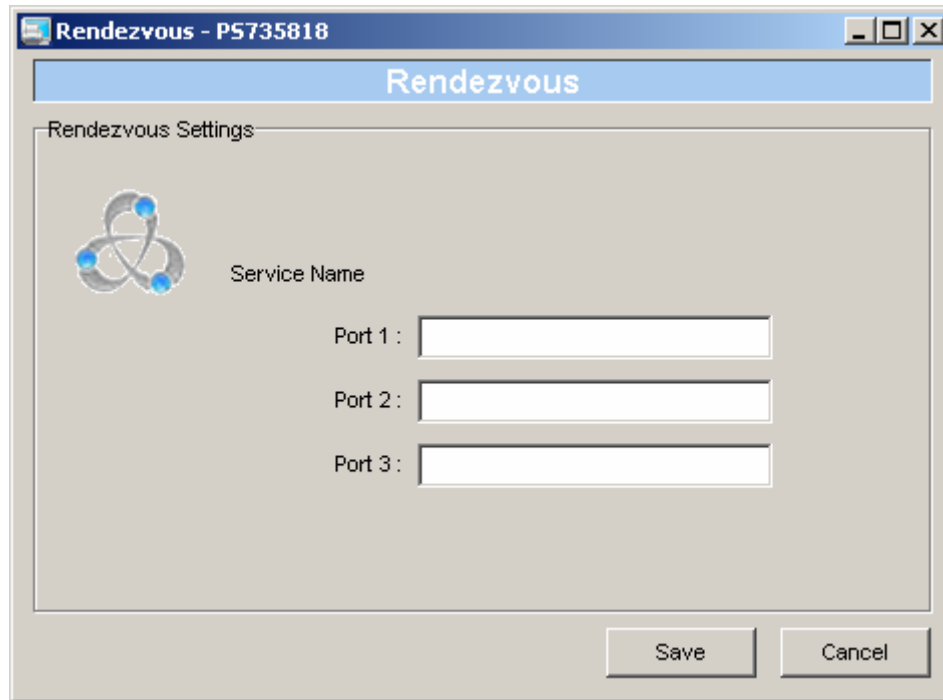 Rendezvous - PS735818
Rendezvous
Rendezvous Settings
Service Name
Port 1 :
Port 2 :
Port 3 :
Save Cancel